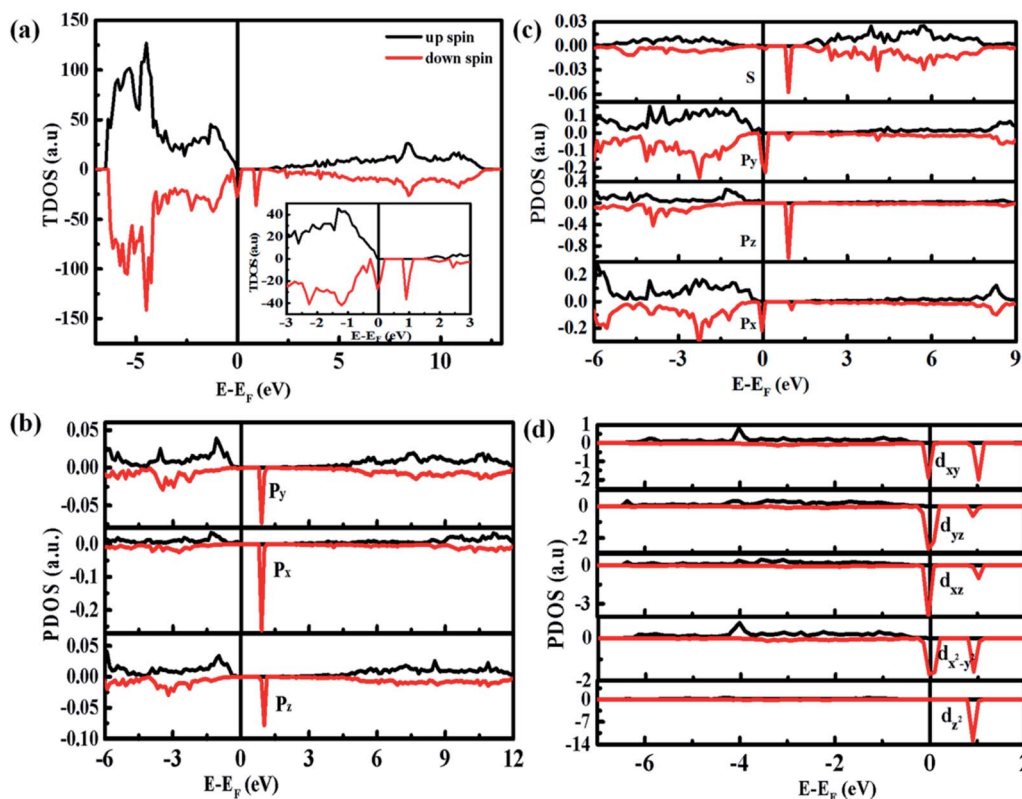 (a)
150
100
50
0
-50
-100
-150
TDOS (a.u)
up spin
down spin
40
20
0
-20
-40
TDOS(a.u)
-3 -2 -1 0 1 2 3
E-EF (eV)
-5 0 5 10
E-EF (eV)
(c)
0.03
0.00
-0.03
-0.06
S
0.1
0.0
-0.2
Py
0.4
0.0
-0.4
-0.8
Pz
0.2
0.0
-0.2
Px
PDOS (a.u)
-6 -3 0 3 6 9
E-EF (eV)
(b)
0.05
0.00
-0.05
Py
0.0
-0.1
-0.2
Px
0.05
0.00
-0.05
-0.10
Pz
PDOS (a.u.)
-6 -3 0 3 6 9 12
E-EF (eV)
(d)
1
0
-1
-2
dxy
0
-2
dyz
0
-3
dxz
0
-2
dx²-y²
0
-7
-14
dz²
PDOS (a.u)
-6 -4 -2 0 2
E-EF (eV)